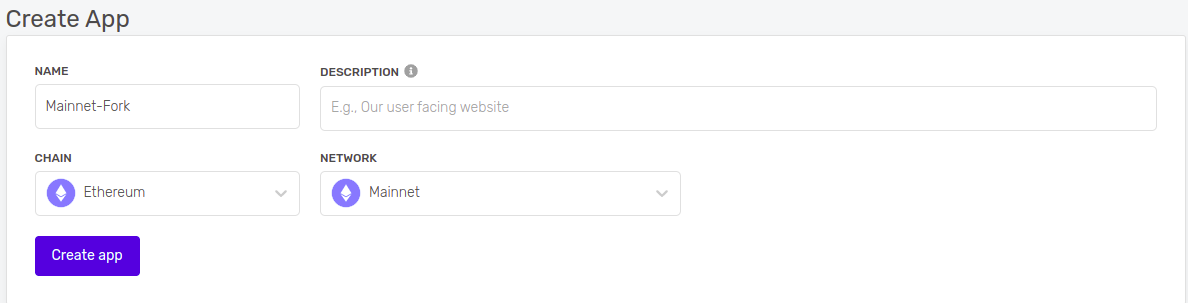 Create App
NAME
DESCRIPTION
Mainnet-Fork
E.g., Our user facing website
CHAIN
NETWORK
Ethereum
Mainnet
Create app